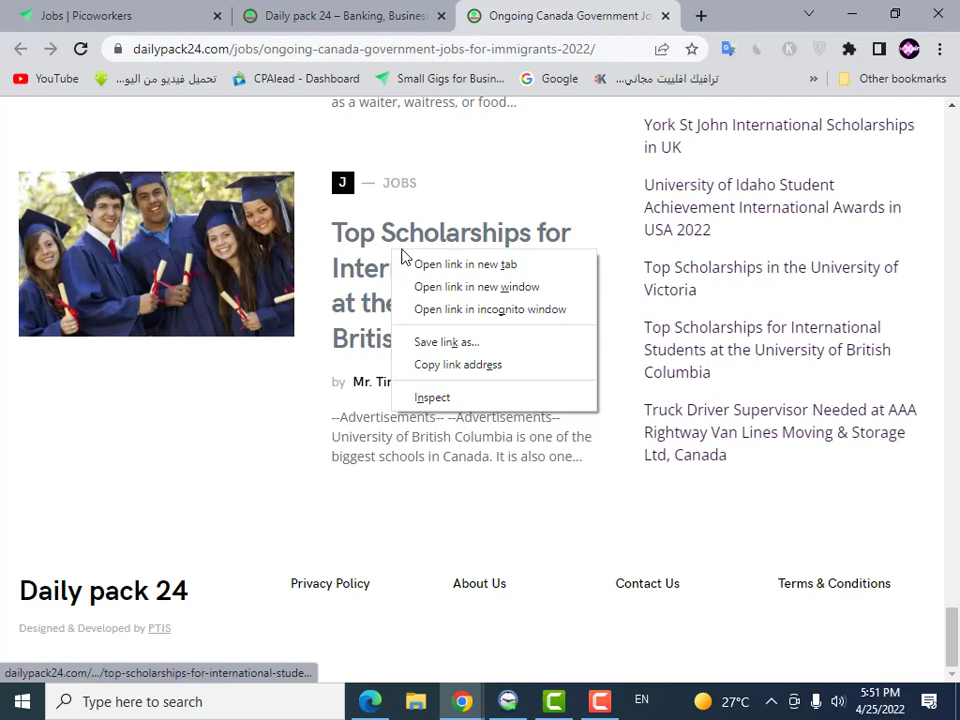 Jobs | Picoworkers
Daily pack 24 – Banking, Business
Ongoing Canada Government Jo
dailypack24.com/jobs/ongoing-canada-government-jobs-for-immigrants-2022/
YouTube
تحميل فيديو من اليو...
CPAlead - Dashboard
Small Gigs for Busin...
Google
ترافيك افلييت مجاني...
»
Other bookmarks
as a waiter, waitress, or food...
J — JOBS
Top Scholarships for
Inter
at the
Britis
by Mr. Tin
--Advertisements-- --Advertisements--
University of British Columbia is one of the
biggest schools in Canada. It is also one...
Open link in new tab
Open link in new window
Open link in incognito window
Save link as...
Copy link address
Inspect
York St John International Scholarships
in UK
University of Idaho Student
Achievement International Awards in
USA 2022
Top Scholarships in the University of
Victoria
Top Scholarships for International
Students at the University of British
Columbia
Truck Driver Supervisor Needed at AAA
Rightway Van Lines Moving & Storage
Ltd, Canada
Daily pack 24
Privacy Policy
About Us
Contact Us
Terms & Conditions
Designed & Developed by PTIS
dailypack24.com/.../top-scholarships-for-international-stude...
Type here to search
27°C
EN
5:51 PM
4/25/2022